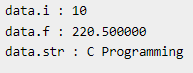 data.i : 10
data.f : 220.500000
data.str : C Programming